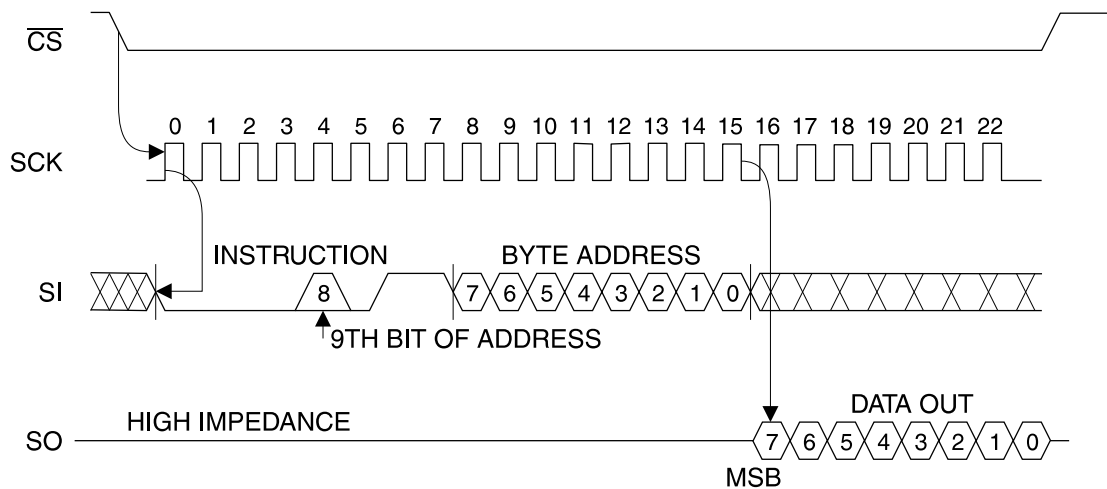 CS
0 1 2 3 4 5 6 7 8 9 10 11 12 13 14 15 16 17 18 19 20 21 22
SCK
INSTRUCTION
BYTE ADDRESS
SI
8
7 6 5 4 3 2 1 0
9TH BIT OF ADDRESS
HIGH IMPEDANCE
DATA OUT
SO
7 6 5 4 3 2 1 0
MSB